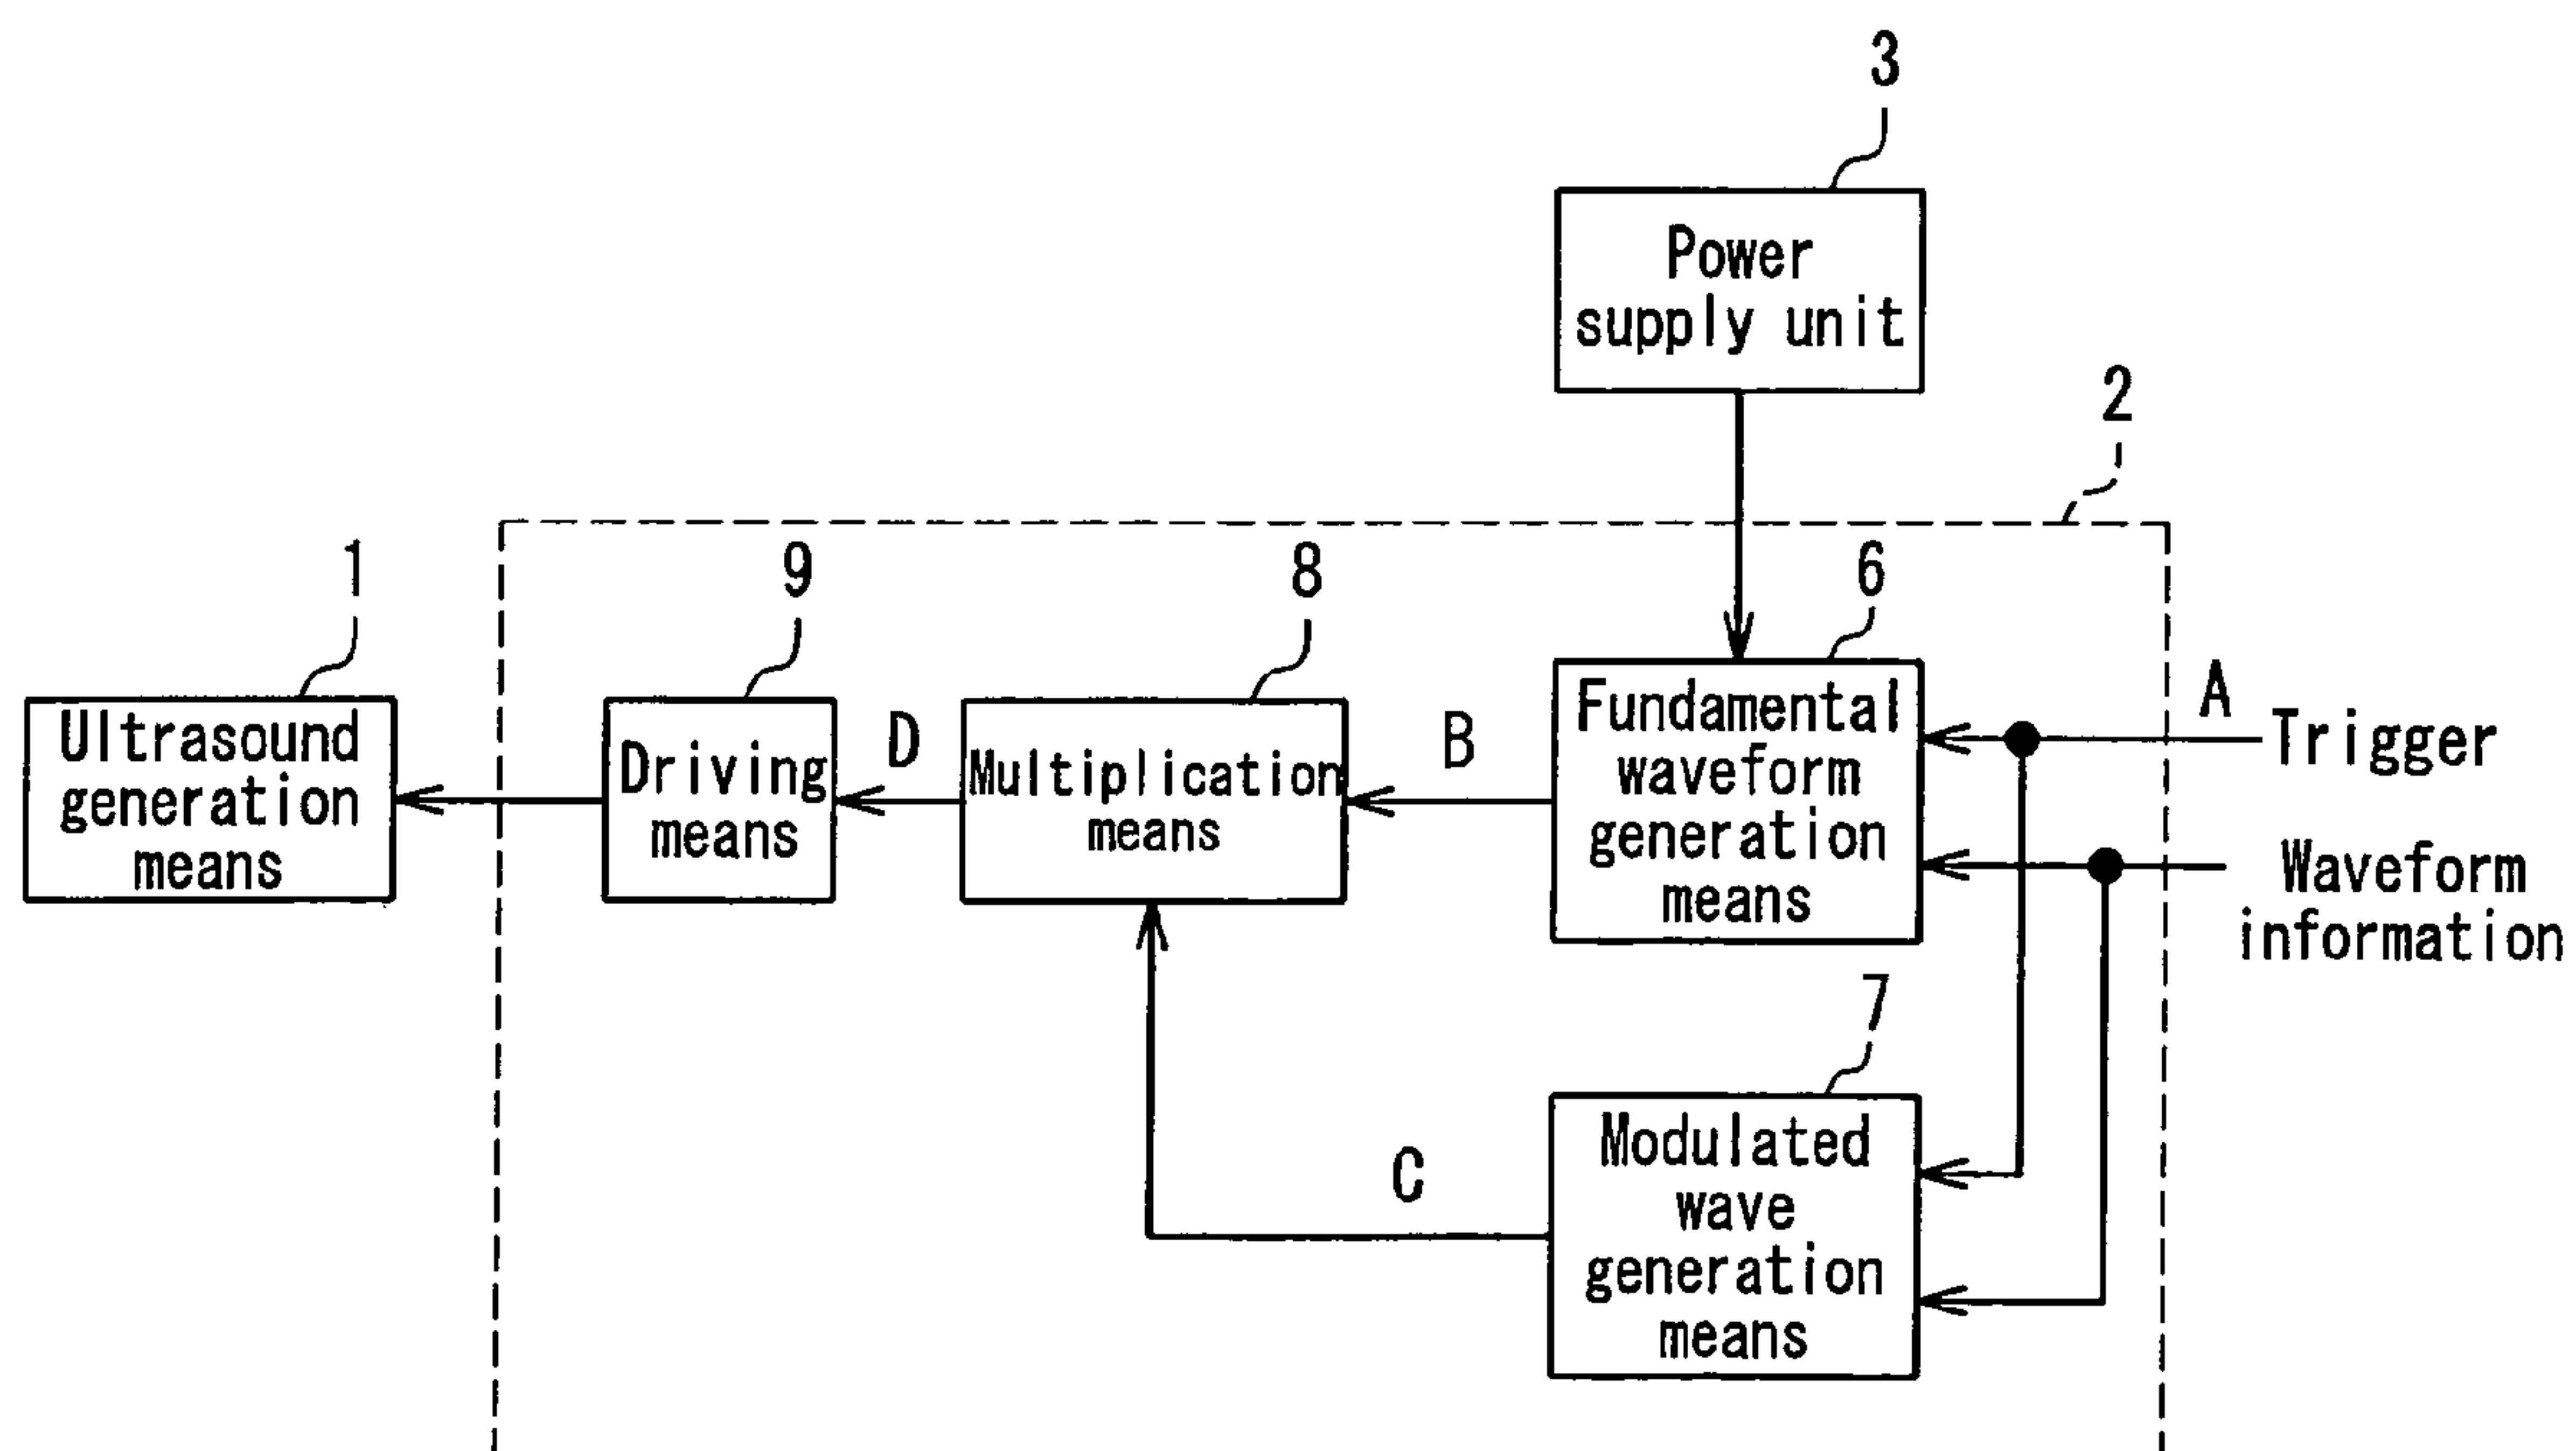 3
Power
supply unit
2
1
9
8
6
Ultrasound
generation
means
Driving
means
D
Multiplication
means
B
Fundamental
waveform
generation
means
A
Trigger
Waveform
information
7
C
Modulated
wave
generation
means